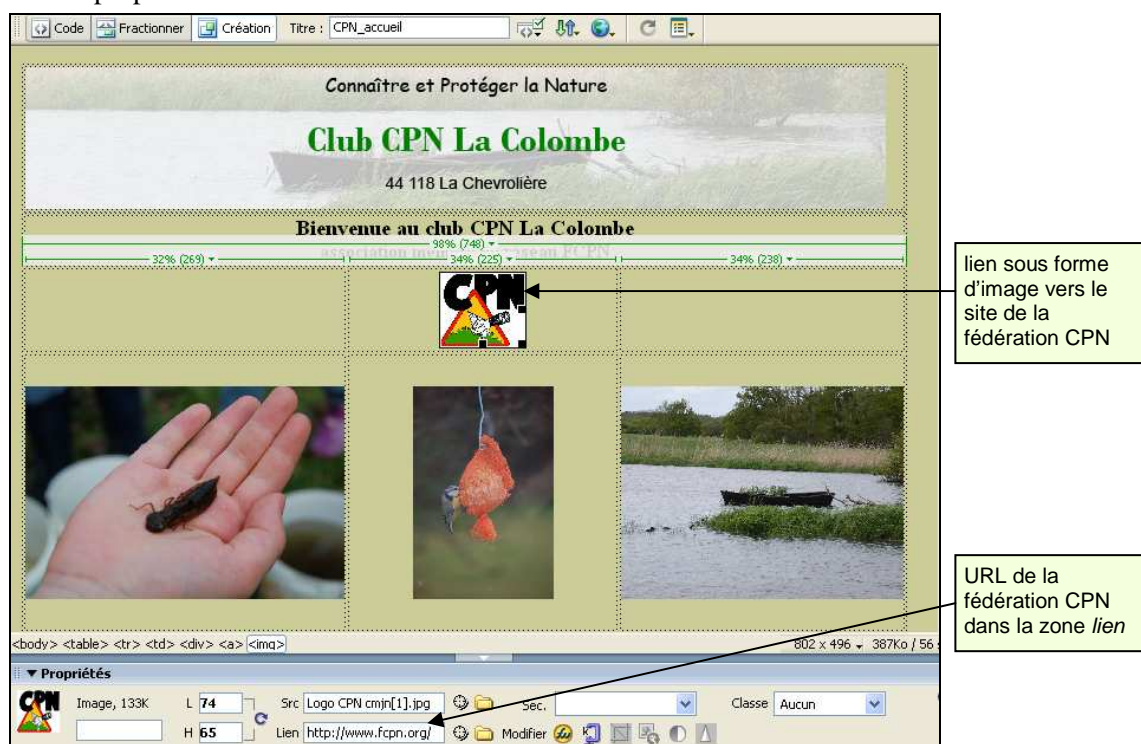 Code Fractionner Création Titre : CPN_accueil
Connaître et Protéger la Nature
Club CPN La Colombe
44 118 La Chevrolière
Bienvenue au club CPN La Colombe
98% (748)
32% (269) 34% (225) 34% (238)
CPN
lien sous forme
d'image vers le
site de la
fédération CPN
URL de la
fédération CPN
dans la zone lien
<body> <table> <tr> <td> <div> <a> <img> 802 x 496 387Ko / 56
Propriétés
CPN
Image, 133K L 74 Src Logo CPN cmjn[1].jpg Sec. Classe Aucun
H 65 Lien http://www.fcpn.org/ Modifier